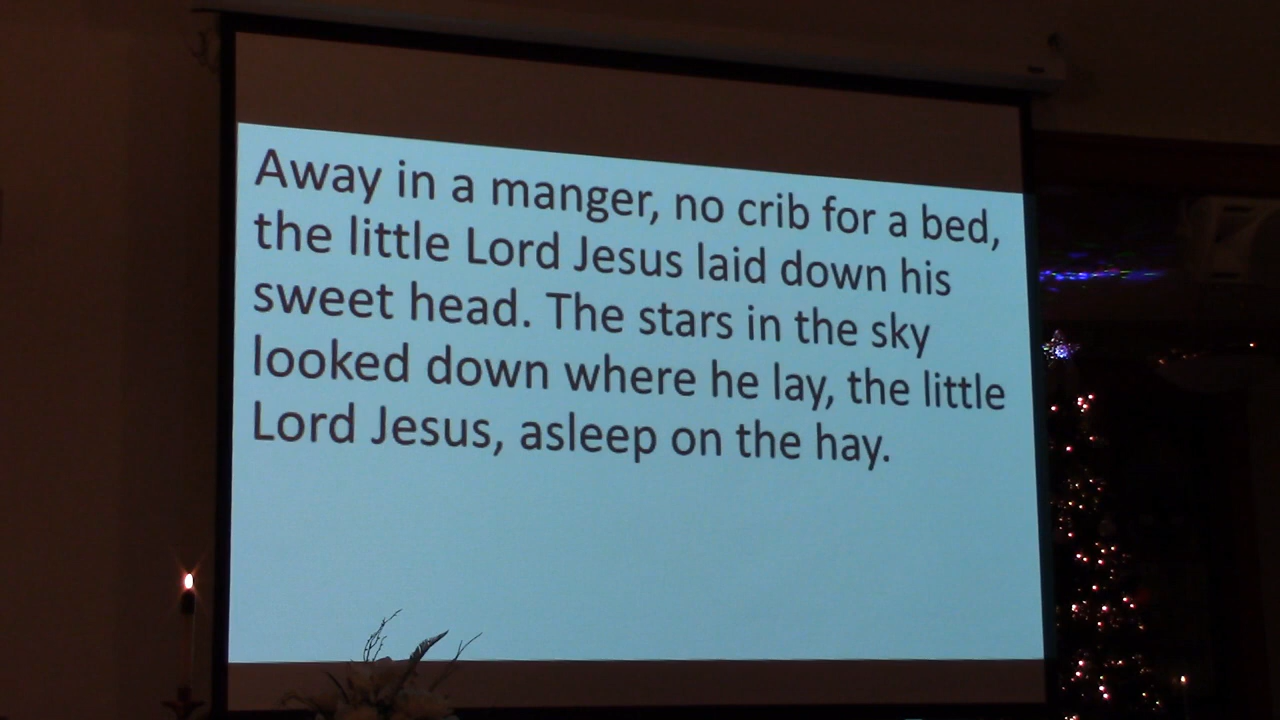 Away in a manger, no crib for a bed,
the little Lord Jesus laid down his
sweet head. The stars in the sky
looked down where he lay, the little
Lord Jesus, asleep on the hay.